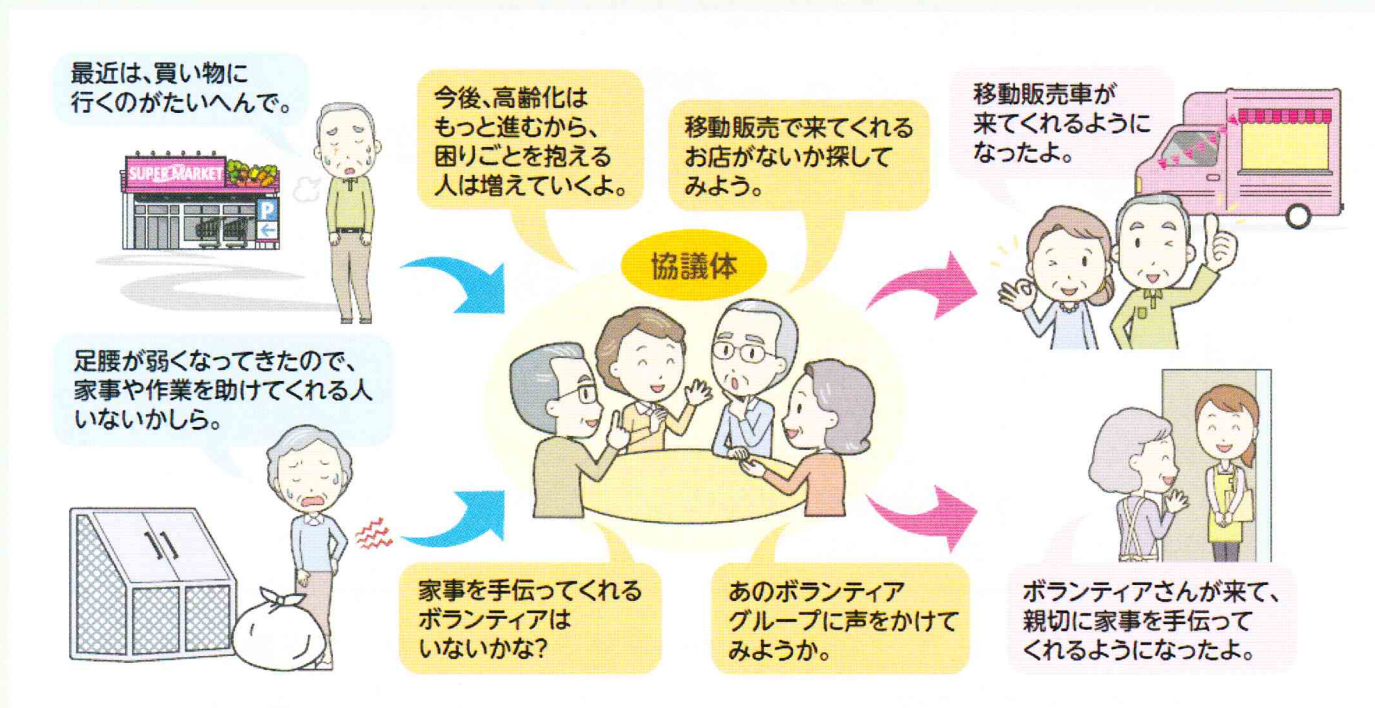 最近は、買い物に
行くのがたいへんで。
SUPER MARKET
P
足腰が弱くなってきたので、
家事や作業を助けてくれる人
いないかしら。
今後、高齢化は
もっと進むから、
困りごとを抱える
人は増えていくよ。
移動販売で来てくれる
お店がないか探して
みよう。
協議体
家事を手伝ってくれる
ボランティアは
いないかな?
あのボランティア
グループに声をかけて
みようか。
移動販売車が
来てくれるように
なったよ。
ボランティアさんが来て、
親切に家事を手伝って
くれるようになったよ。